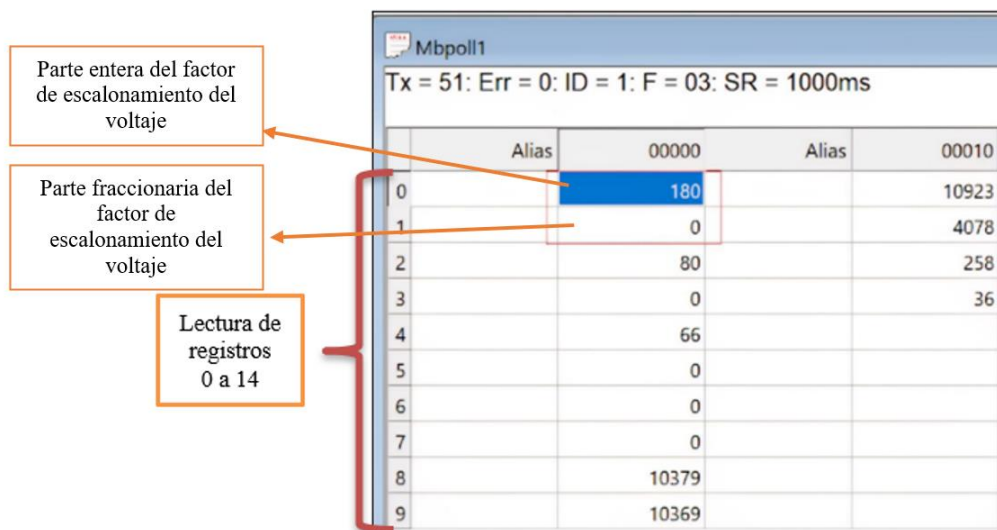 Parte entera del factor
de escalonamiento del
voltaje
Parte fraccionaria del
factor de
escalonamiento del
voltaje
Lectura de
registros
0 a 14
Mbpoll1
Tx = 51: Err = 0: ID = 1: F = 03: SR = 1000ms
Alias 00000 Alias 00010
0 180 10923
1 0 4078
2 80 258
3 0 36
4 66
5 0
6 0
7 0
8 10379
9 10369